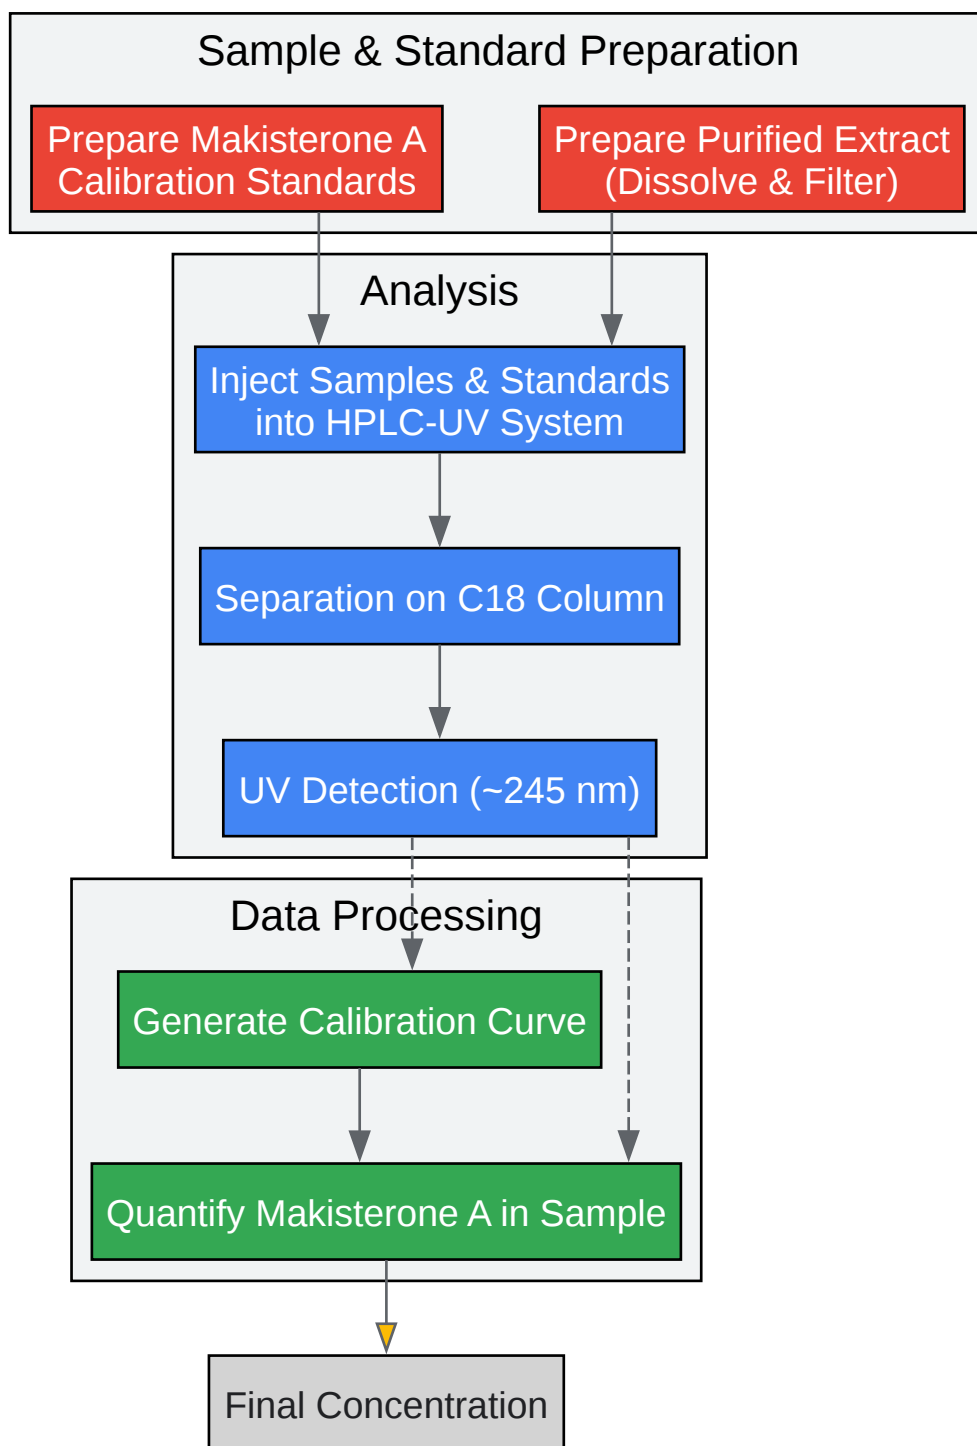 Sample & Standard Preparation
Prepare Makisterone A
Calibration Standards
Prepare Purified Extract
(Dissolve & Filter)
Analysis
Inject Samples & Standards
into HPLC-UV System
Separation on C18 Column
UV Detection (~245 nm)
Data Processing
Generate Calibration Curve
Quantify Makisterone A in Sample
Final Concentration